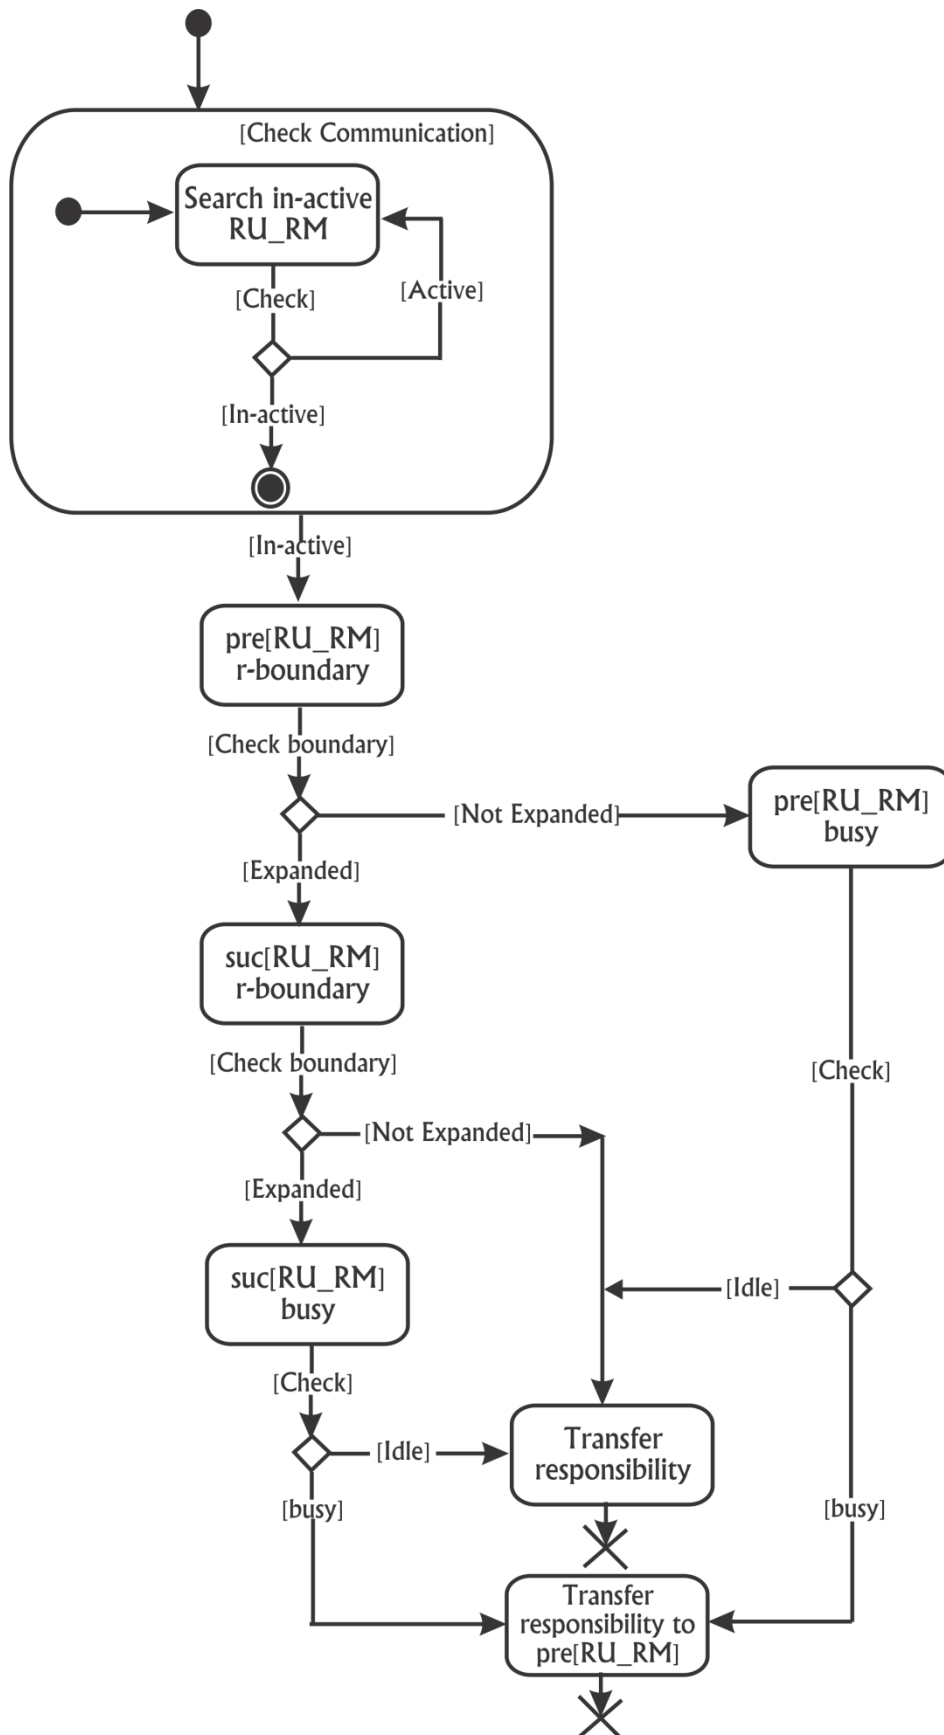 [Check Communication]
Search in-active
RU_RM
[Check]
[Active]
[In-active]
[In-active]
pre[RU_RM]
r-boundary
[Check boundary]
[Not Expanded]
pre[RU_RM]
busy
[Expanded]
suc[RU_RM]
r-boundary
[Check boundary]
[Check]
[Not Expanded]
[Expanded]
suc[RU_RM]
busy
[Idle]
[Check]
Transfer
responsibility
[Idle]
[busy]
[busy]
Transfer
responsibility to
pre[RU_RM]